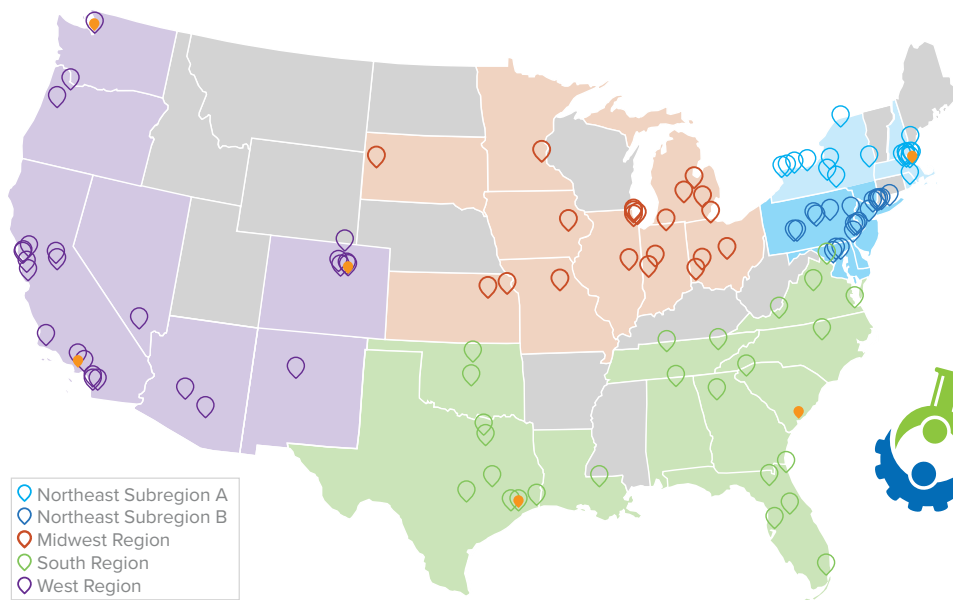 Northeast Subregion A
Northeast Subregion B
Midwest Region
South Region
West Region